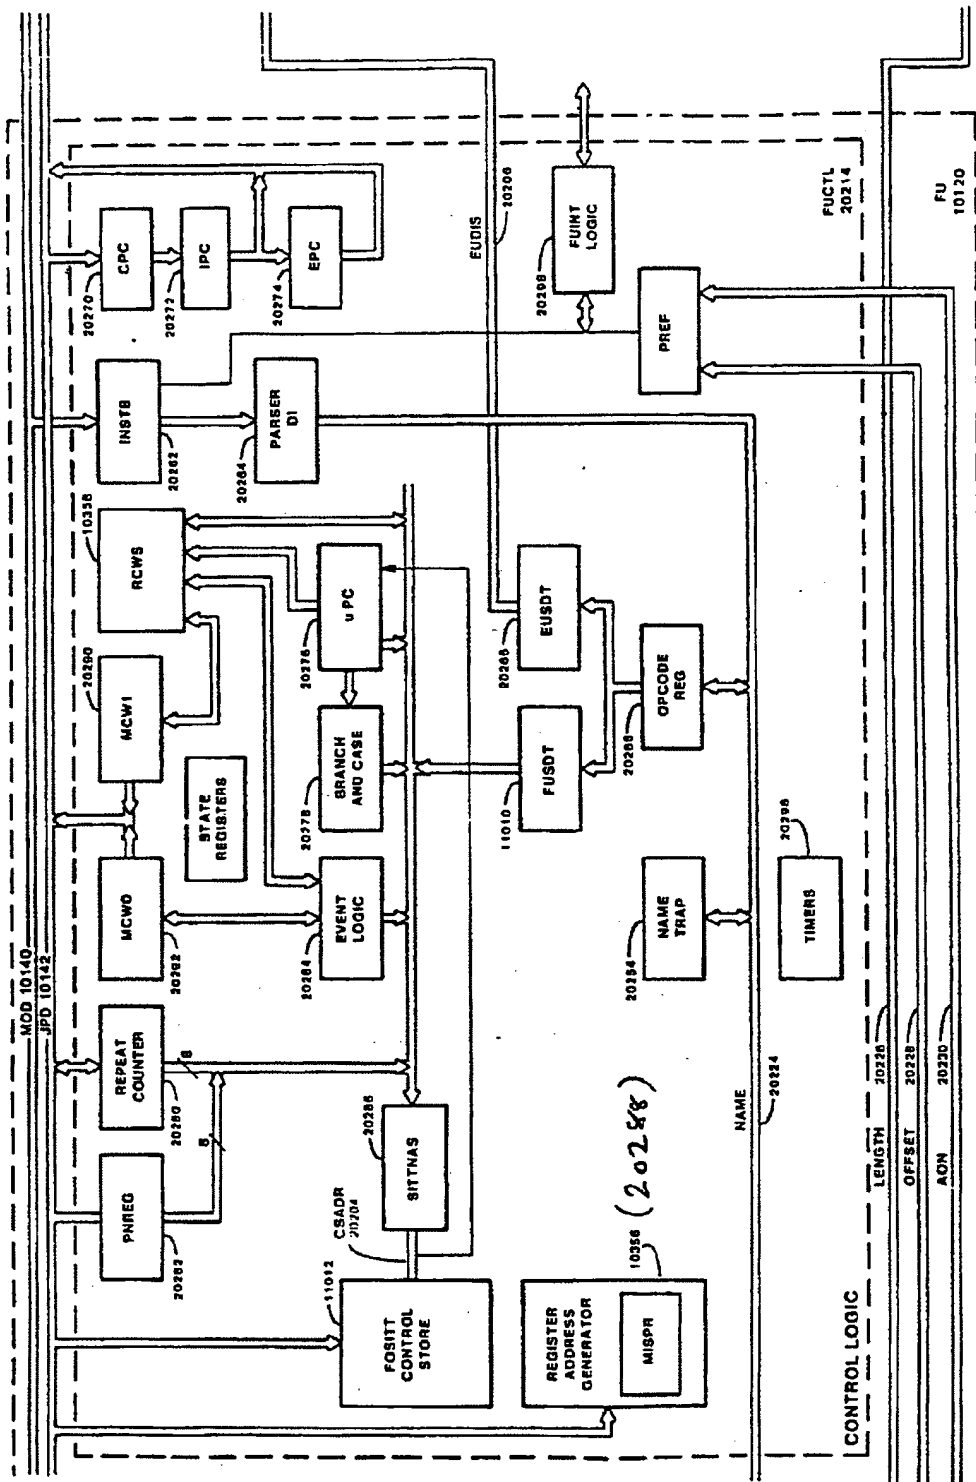 MOD 10140
JPD 10142
PNREG
20282
8
REPEAT
COUNTER
20280
8
MCW0
20292
MCW1
20290
STATE
REGISTERS
RCWS
10358
INSTB
20262
PARSER
DI
20264
CPC
20270
IPC
20272
EPC
20274
FOSITT
CONTROL
STORE
11012
CSADR
20204
SITTNAS
20286
EVENT
LOGIC
20284
BRANCH
AND CASE
20278
u PC
20276
EUDIS
20206
REGISTER
ADDRESS
GENERATOR
MISPR
10356 (20288)
FUSDT
11010
EUSDT
20266
FUINT
LOGIC
20298
NAME
TRAP
20254
OPCODE
REG
20268
PREF
NAME
20224
TIMERS
20296
FUCTL
20214
CONTROL LOGIC
LENGTH
20226
OFFSET
20228
AON
20230
FU
10120